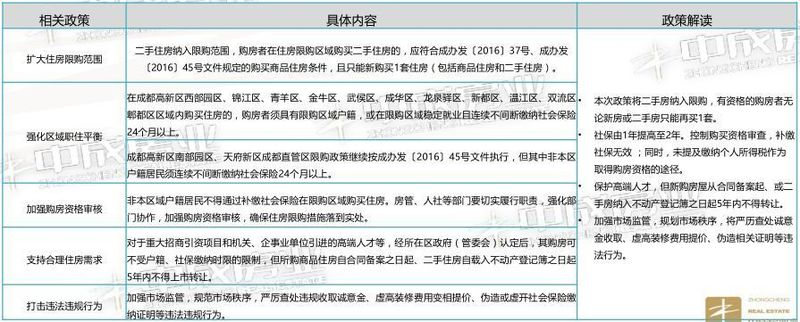 相关政策
具体内容
政策解读
扩大住房限购范围
二手住房纳入限购范围，购房者在住房限购区域购买二手住房的，应符合成办发〔2016〕37号、成办发
〔2016〕45号文件规定的购买商品住房条件，且只能新购买1套住房（包括商品住房和二手住房）。
强化区域职住平衡
在成都高新区西部园区、锦江区、青羊区、金牛区、武侯区、成华区、龙泉驿区、新都区、温江区、双流区
郫都区区域内购买住房的，购房者须具有限购区域户籍，或在限购区域稳定就业且连续不间断缴纳社会保险
24个月以上。
成都高新区南部园区、天府新区成都直管区限购政策继续按成办发〔2016〕45号文件执行，但其中非本区
户籍居民须连续不间断缴纳社会保险24个月以上。
加强购房资格审核
非本区域户籍居民不得通过补缴社会保险在限购区域购买住房。房管、人社等部门要切实履行职责，强化部
门协作，加强购房资格审核，确保住房限购措施落到实处。
支持合理住房需求
对于重大招商引资项目和机关、企事业单位引进的高端人才等，经所在区政府（管委会）认定后，其购房可
不受户籍、社保缴纳时限的限制，但所购商品住房自合同备案之日起、二手住房自载入不动产登记簿之日起
5年内不得上市转让。
打击违法违规行为
加强市场监管，规范市场秩序，严厉查处违规收取诚意金、虚高装修费用变相提价、伪造或虚开社会保险缴
纳证明等违法违规行为。
• 本次政策将二手房纳入限购，有资格的购房者无
论新房或二手房只能再买1套。
• 社保由1年提高至2年。控制购买资格审查，补缴
社保无效；同时，未提及缴纳个人所得税作为
取得购房资格的途径。
• 保护高端人才，但新购房屋从合同备案起、或二
手房纳入不动产登记簿之日起5年内不得转让。
• 加强市场监管，规划市场秩序，将严厉查处诚意
金收取、虚高装修费用提价、伪造相关证明等违
法行为。
中成房业
ZHONGCHENG
REAL ESTATE